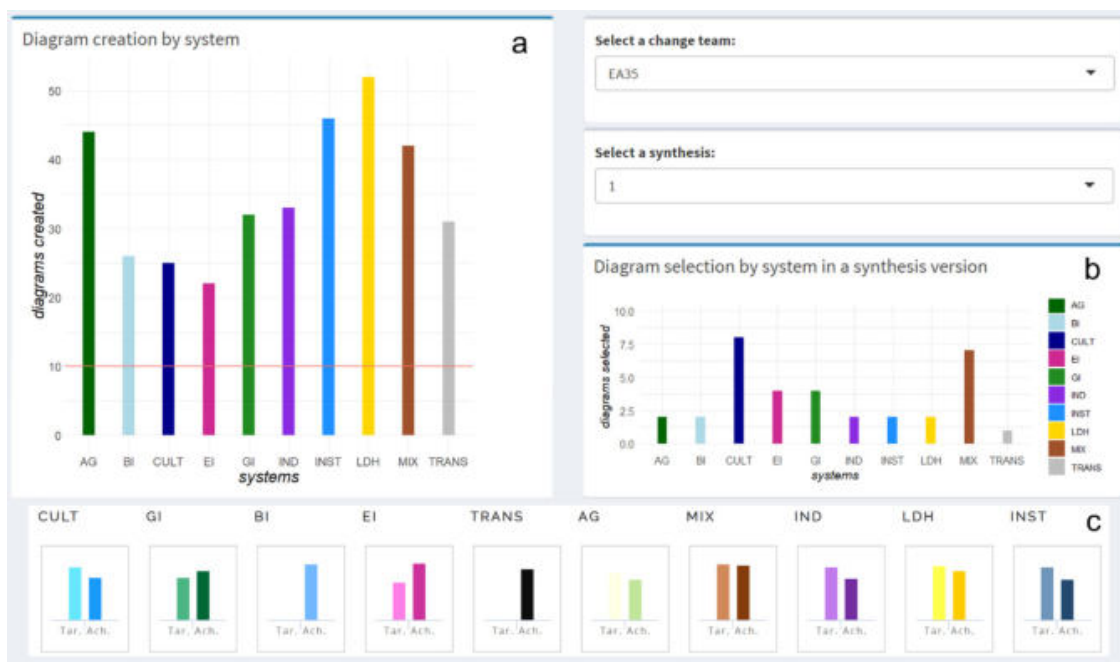 Diagram creation by system
a
50
40
30
20
10
0
diagrams created
AG BI CULT EI GI IND INST LDH MIX TRANS
systems
Select a change team:
EA35
Select a synthesis:
1
Diagram selection by system in a synthesis version
b
10.0
7.5
5.0
2.5
0.0
diagrams selected
AG BI CULT EI GI IND INST LDH MIX TRANS
systems
AG
BI
CULT
EI
GI
IND
INST
LDH
MIX
TRANS
CULT GI BI EI TRANS AG MIX IND LDH INST
c
Tar. Ach. Tar. Ach. Tar. Ach. Tar. Ach. Tar. Ach. Tar. Ach. Tar. Ach. Tar. Ach. Tar. Ach. Tar. Ach.